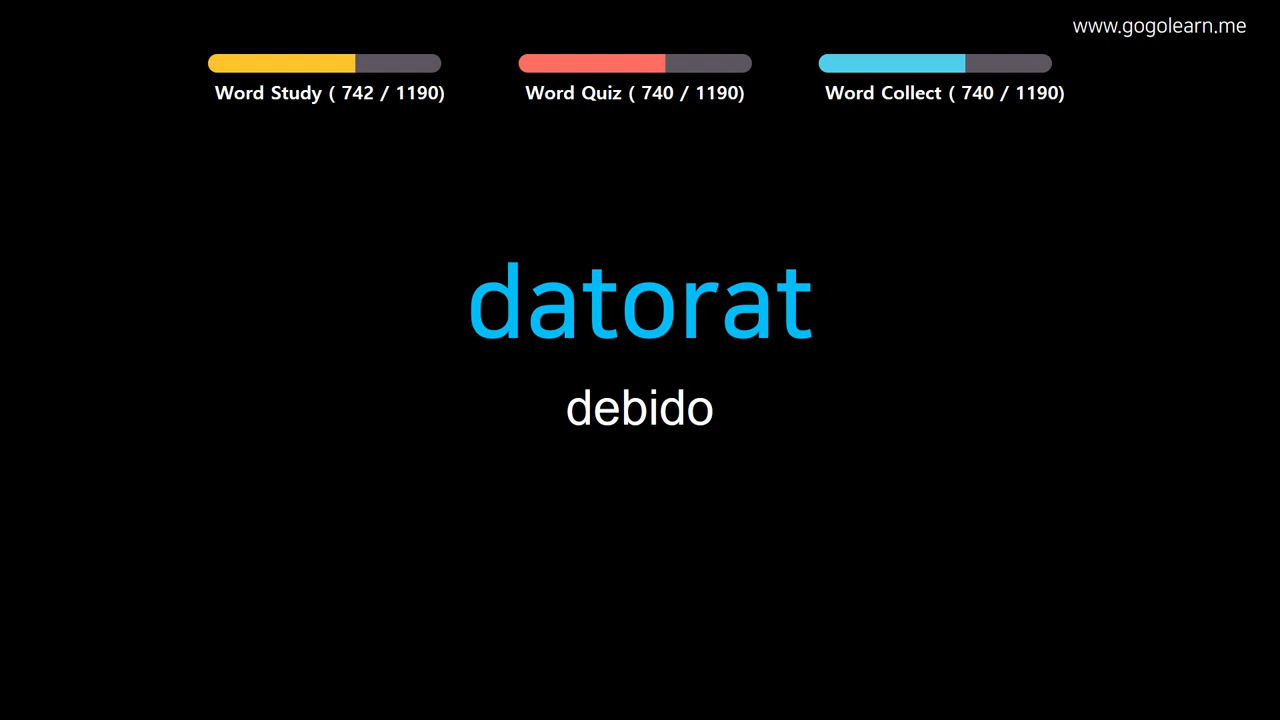 www.gogolearn.me
Word Study ( 742 / 1190)
Word Quiz ( 740 / 1190)
Word Collect ( 740 / 1190)
datorat
debido